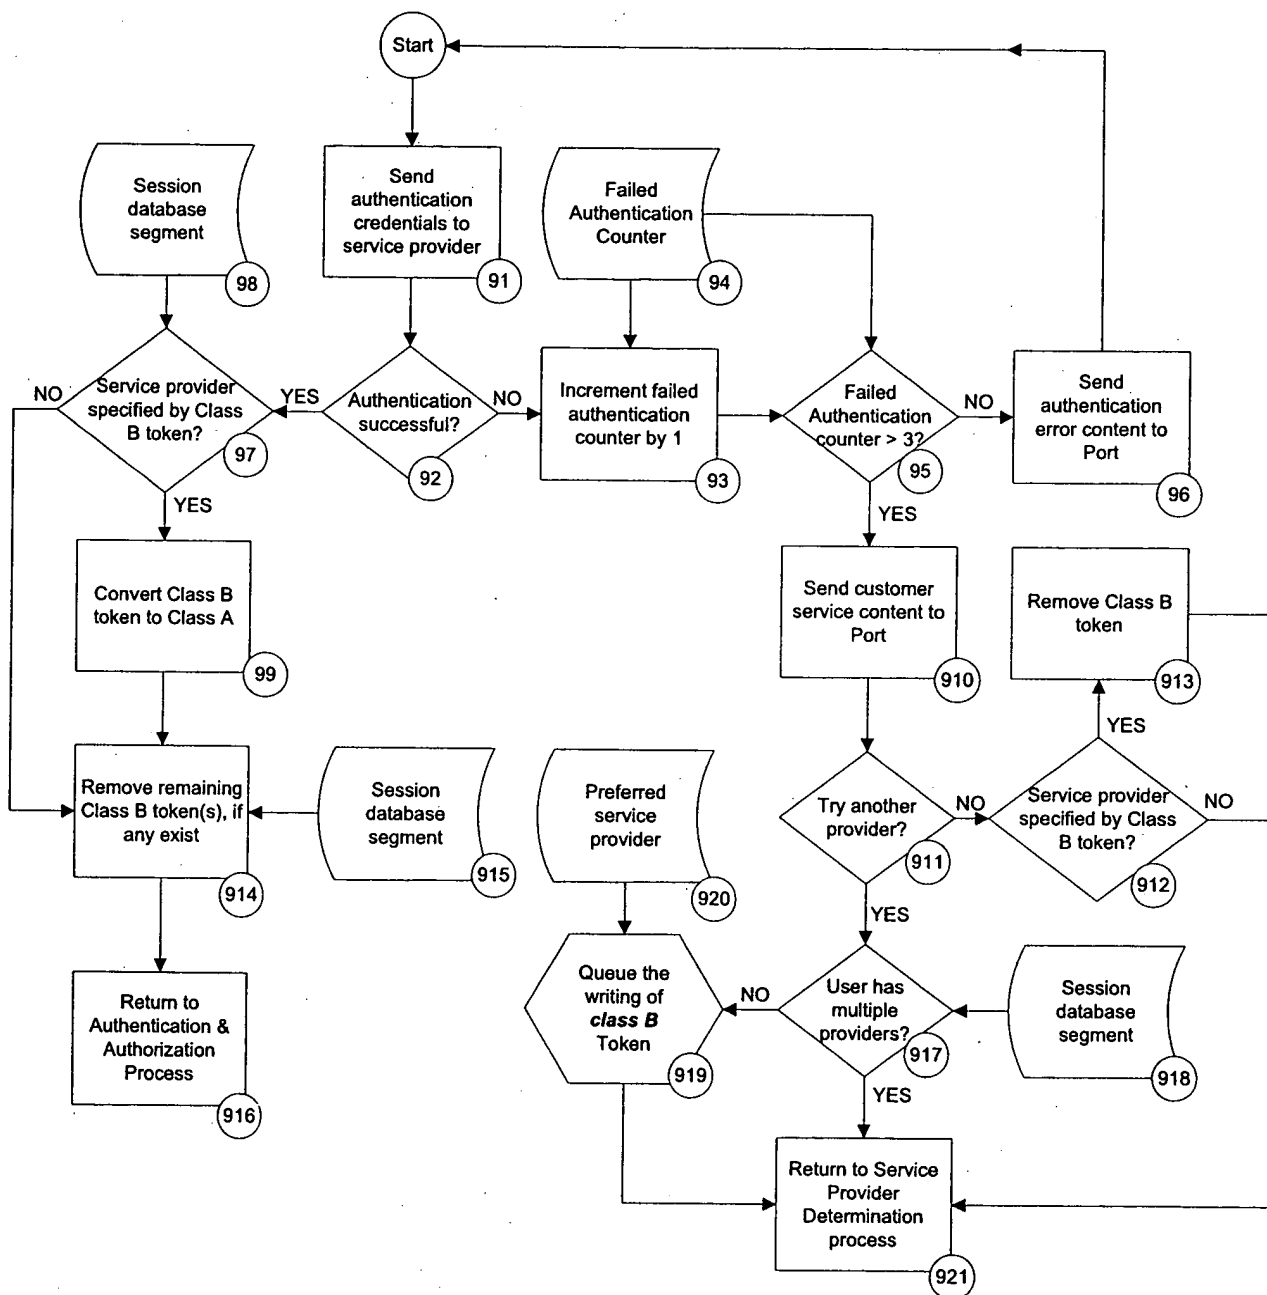 Start
Session
database
segment
98
Send
authentication
credentials to
service provider
91
Failed
Authentication
Counter
94
NO
Service provider
specified by Class
B token?
97
YES
YES
Authentication
successful?
92
NO
Increment failed
authentication
counter by 1
93
Failed
Authentication
counter > 3?
95
NO
YES
Send
authentication
error content to
Port
96
Convert Class B
token to Class A
99
Send customer
service content to
Port
910
Remove Class B
token
913
YES
Remove remaining
Class B token(s), if
any exist
914
Session
database
segment
915
Preferred
service
provider
920
Try another
provider?
911
NO
YES
Service provider
specified by Class
B token?
912
NO
Return to
Authentication &
Authorization
Process
916
Queue the
writing of
class B
Token
919
NO
User has
multiple
providers?
917
YES
Session
database
segment
918
Return to Service
Provider
Determination
process
921